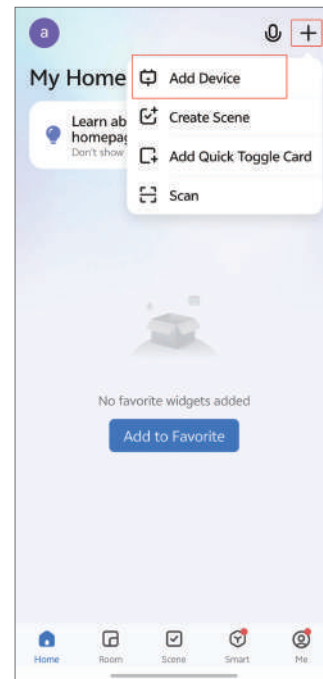 a
My Home
Add Device
Learn ab
homepag
Don't show
Create Scene
Add Quick Toggle Card
Scan
No favorite widgets added
Add to Favorite
Home
Room
Scene
Smart
Me